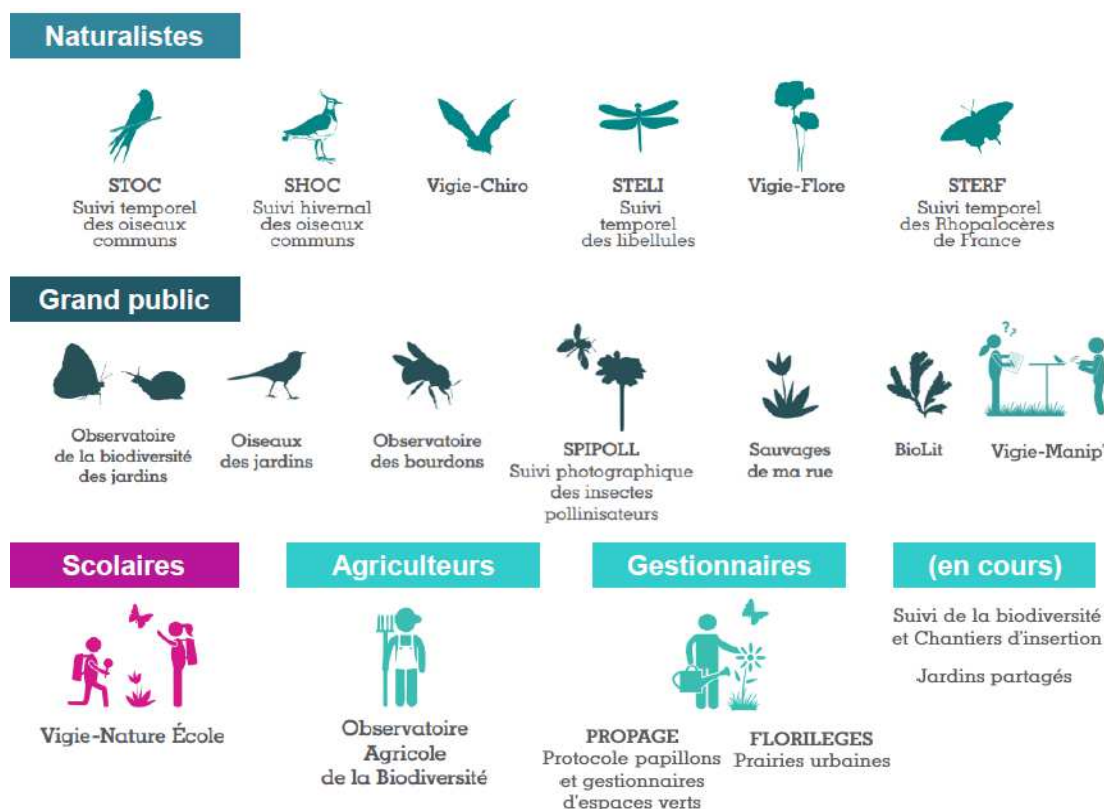 Naturalistes
STOC
Suivi temporel
des oiseaux
communs
SHOC
Suivi hivernal
des oiseaux
communs
Vigie-Chiro
STELI
Suivi
temporel
des libellules
Vigie-Flore
STERF
Suivi temporel
des Rhopalocères
de France
Grand public
Observatoire
de la biodiversité
des jardins
Oiseaux
des jardins
Observatoire
des bourdons
SPIPOLL
Suivi photographique
des insectes
pollinisateurs
Sauvages
de ma rue
BioLit
??
Vigie-Manip'
Scolaires
Vigie-Nature École
Agriculteurs
Observatoire
Agricole
de la Biodiversité
Gestionnaires
PROPAGE
Protocole papillons
et gestionnaires
d'espaces verts
FLORILEGES
Prairies urbaines
(en cours)
Suivi de la biodiversité
et Chantiers d'insertion
Jardins partagés